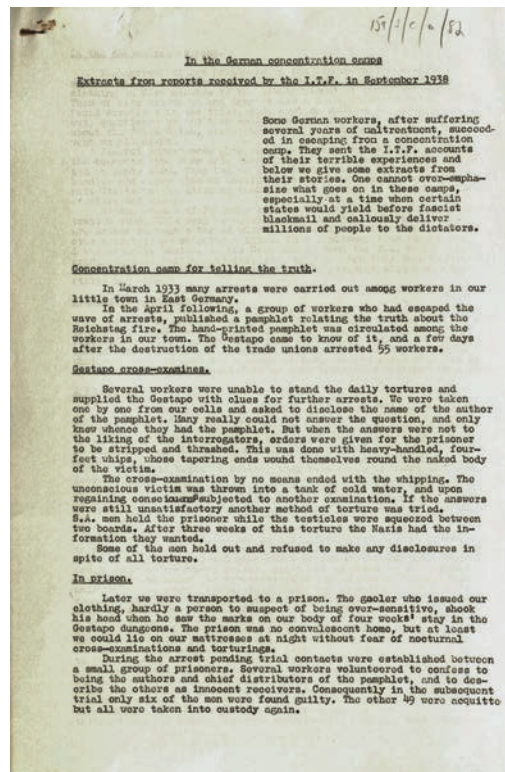 159/3/C/a/82
In the German concentration camps
Extracts from reports received by the I.T.F. in September 1938
Some German workers, after suffering
several years of maltreatment, succeed-
ed in escaping from a concentration
camp. They sent the I.T.F. accounts
of their terrible experiences and
below we give some extracts from
their stories. One cannot over-empha-
size what goes on in these camps,
especially at a time when certain
states would yield before fascist
blackmail and callously deliver
millions of people to the dictators.
Concentration camp for telling the truth.
In March 1933 many arrests were carried out among workers in our
little town in East Germany.
In the April following, a group of workers who had escaped the
wave of arrests, published a pamphlet relating the truth about the
Reichstag fire. The hand-printed pamphlet was circulated among the
workers in our town. The Gestapo came to know of it, and a few days
after the destruction of the trade unions arrested 55 workers.
Gestapo cross-examines.
Several workers were unable to stand the daily tortures and
supplied the Gestapo with clues for further arrests. We were taken
one by one from our cells and asked to disclose the name of the author
of the pamphlet. Many really could not answer the question, and only
knew whence they had the pamphlet. But when the answers were not to
the liking of the interrogators, orders were given for the prisoner
to be stripped and thrashed. This was done with heavy-handled, four-
feet whips, whose tapering ends wound themselves round the naked body
of the victim.
The cross-examination by no means ended with the whipping. The
unconscious victim was thrown into a tank of cold water, and upon
regaining consciousness subjected to another examination. If the answers
were still unsatisfactory another method of torture was tried.
S.A. men held the prisoner while the testicles were squeezed between
two boards. After three weeks of this torture the Nazis had the in-
formation they wanted.
Some of the men held out and refused to make any disclosures in
spite of all torture.
In prison.
Later we were transported to a prison. The gaoler who issued our
clothing, hardly a person to suspect of being over-sensitive, shook
his head when he saw the marks on our body of four weeks' stay in the
Gestapo dungeons. The prison was no convalescent home, but at least
we could lie on our mattresses at night without fear of nocturnal
cross-examinations and torturings.
During the arrest pending trial contacts were established between
a small group of prisoners. Several workers volunteered to confess to
being the authors and chief distributors of the pamphlet, and to des-
cribe the others as innocent receivers. Consequently in the subsequent
trial only six of the men were found guilty. The other 49 were acquitte
but all were taken into custody again.